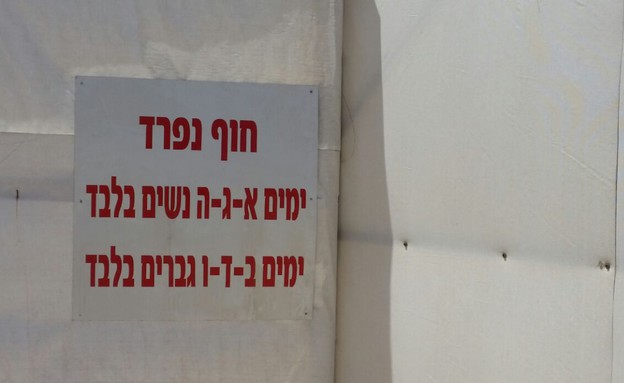 חוף נפרד
ימים א-ג-ה נשים בלבד
ימים ב-ד-ו גברים בלבד